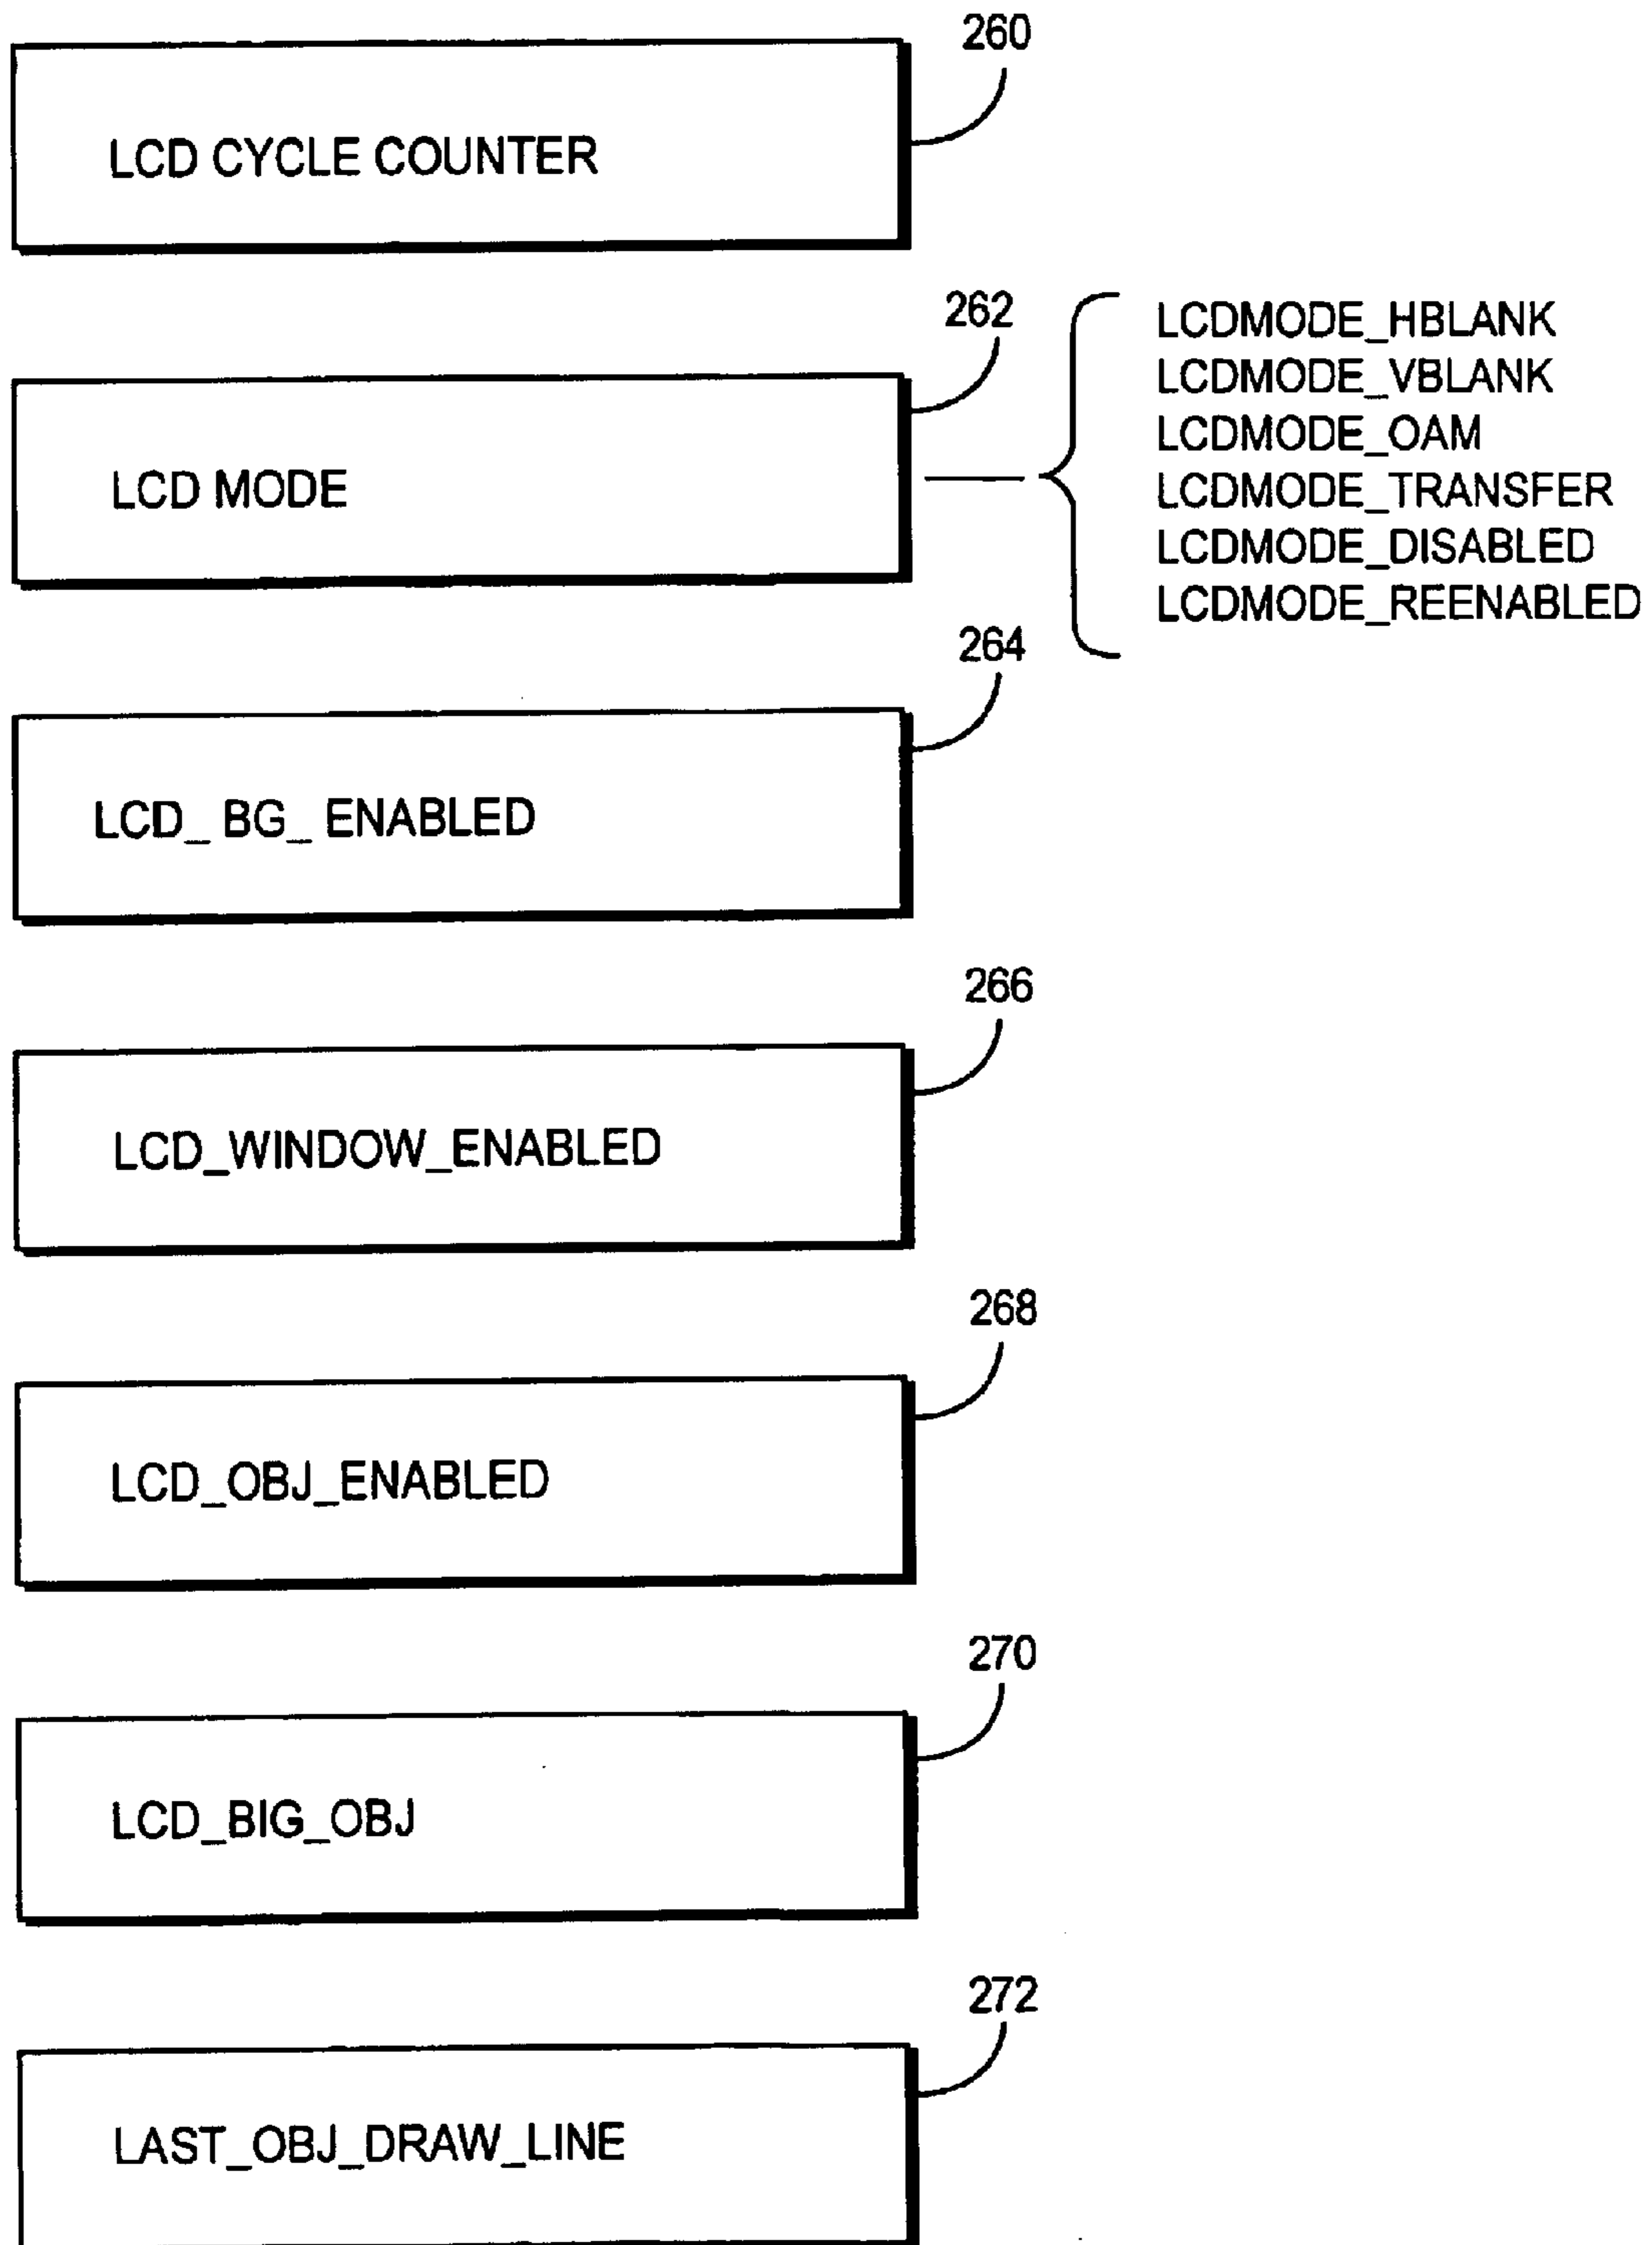 260
LCD CYCLE COUNTER
262
LCD MODE
LCDMODE_HBLANK
LCDMODE_VBLANK
LCDMODE_OAM
LCDMODE_TRANSFER
LCDMODE_DISABLED
LCDMODE_REENABLED
264
LCD_ BG_ ENABLED
266
LCD_WINDOW_ENABLED
268
LCD_OBJ_ENABLED
270
LCD_BIG_OBJ
272
LAST_OBJ_DRAW_LINE